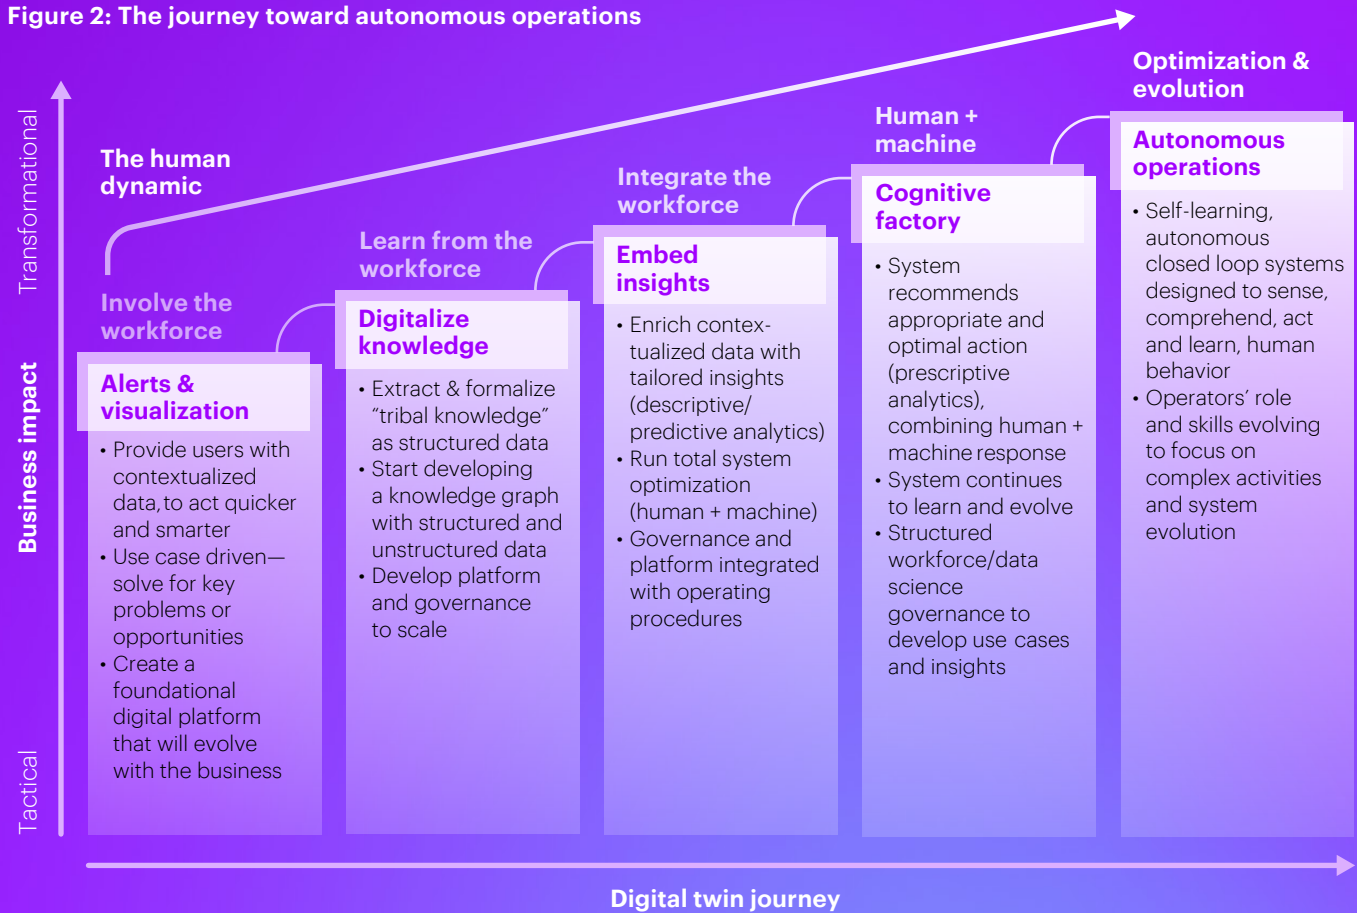 Figure 2: The journey toward autonomous operations
Transformational
Business impact
Tactical
The human
dynamic
Involve the
workforce
Alerts &
visualization
• Provide users with
contextualized
data, to act quicker
and smarter
• Use case driven—
solve for key
problems or
opportunities
• Create a
foundational
digital platform
that will evolve
with the business
Learn from the
workforce
Digitalize
knowledge
• Extract & formalize
“tribal knowledge”
as structured data
• Start developing
a knowledge graph
with structured and
unstructured data
• Develop platform
and governance
to scale
Integrate the
workforce
Embed
insights
• Enrich contex-
tualized data with
tailored insights
(descriptive/
predictive analytics)
• Run total system
optimization
(human + machine)
• Governance and
platform integrated
with operating
procedures
Human +
machine
Cognitive
factory
• System
recommends
appropriate and
optimal action
(prescriptive
analytics),
combining human +
machine response
• System continues
to learn and evolve
• Structured
workforce/data
science
governance to
develop use cases
and insights
Optimization &
evolution
Autonomous
operations
• Self-learning,
autonomous
closed loop systems
designed to sense,
comprehend, act
and learn, human
behavior
• Operators’ role
and skills evolving
to focus on
complex activities
and system
evolution
Digital twin journey